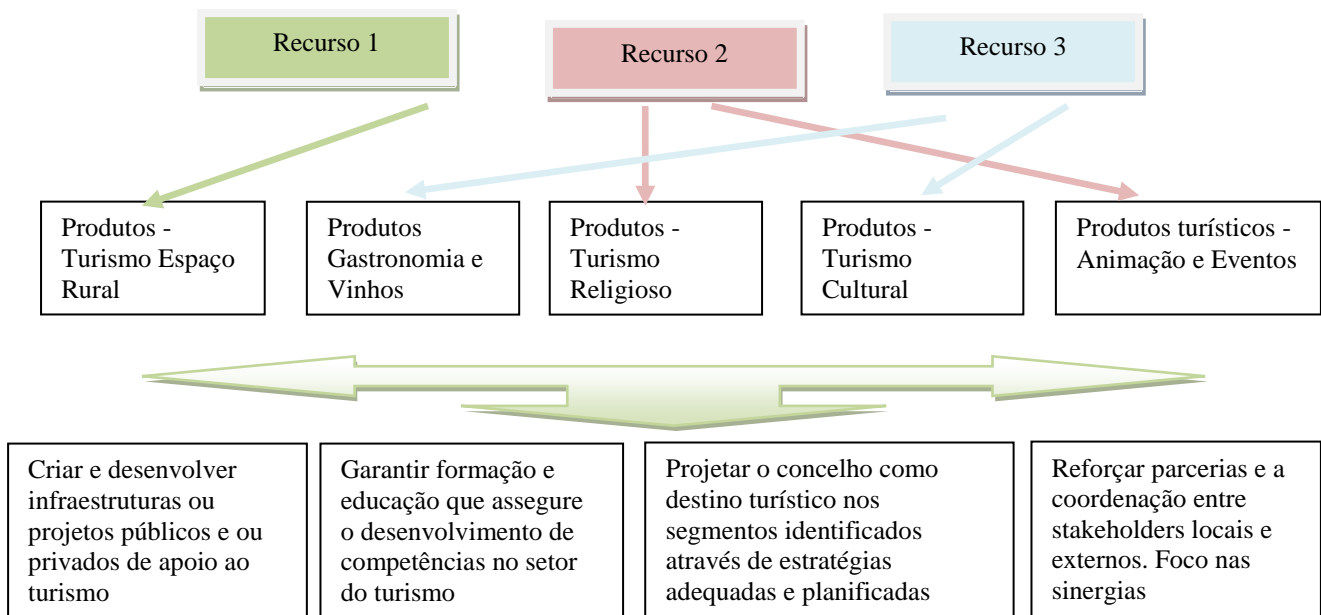 Recurso 1
Recurso 2
Recurso 3
Produtos -
Turismo Espaço
Rural
Produtos
Gastronomia e
Vinhos
Produtos -
Turismo
Religioso
Produtos -
Turismo
Cultural
Produtos turísticos -
Animação e Eventos
Criar e desenvolver
infraestruturas ou
projetos públicos e ou
privados de apoio ao
turismo
Garantir formação e
educação que assegure
o desenvolvimento de
competências no setor
do turismo
Projetar o concelho como
destino turístico nos
segmentos identificados
através de estratégias
adequadas e planificadas
Reforçar parcerias e a
coordenação entre
stakeholders locais e
externos. Foco nas
sinergias